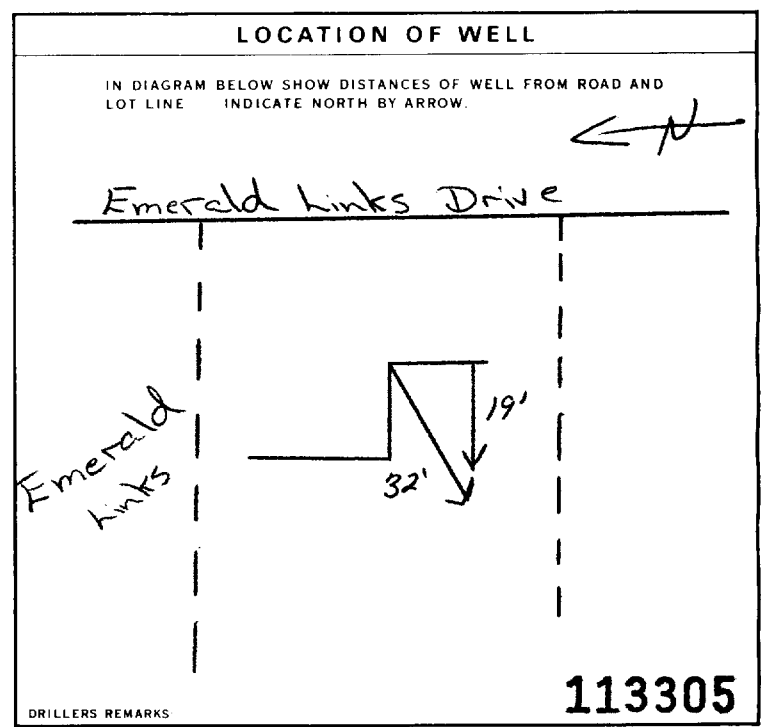 LOCATION OF WELL
IN DIAGRAM BELOW SHOW DISTANCES OF WELL FROM ROAD AND
LOT LINE INDICATE NORTH BY ARROW.
N
Emerald Links Drive
19'
32'
Emerald
Links
113305
DRILLERS REMARKS